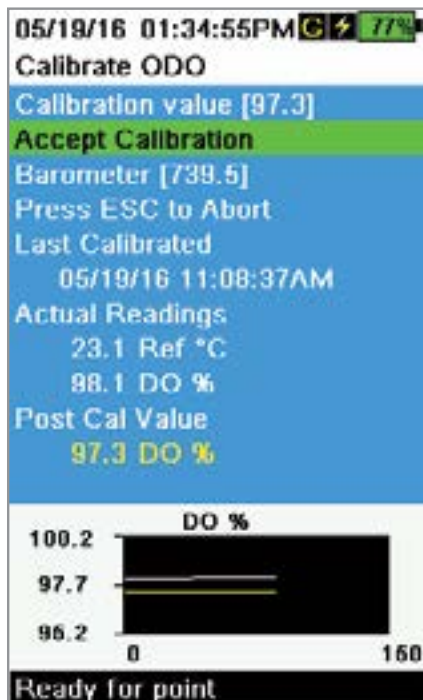 05/19/16 01:34:55PM G 77%
Calibrate ODO
Calibration value [97.3]
Accept Calibration
Barometer [739.5]
Press ESC to Abort
Last Calibrated
05/19/16 11:08:37AM
Actual Readings
23.1 Ref °C
98.1 DO %
Post Cal Value
97.3 DO %
DO %
100.2
97.7
96.2
0 160
Ready for point